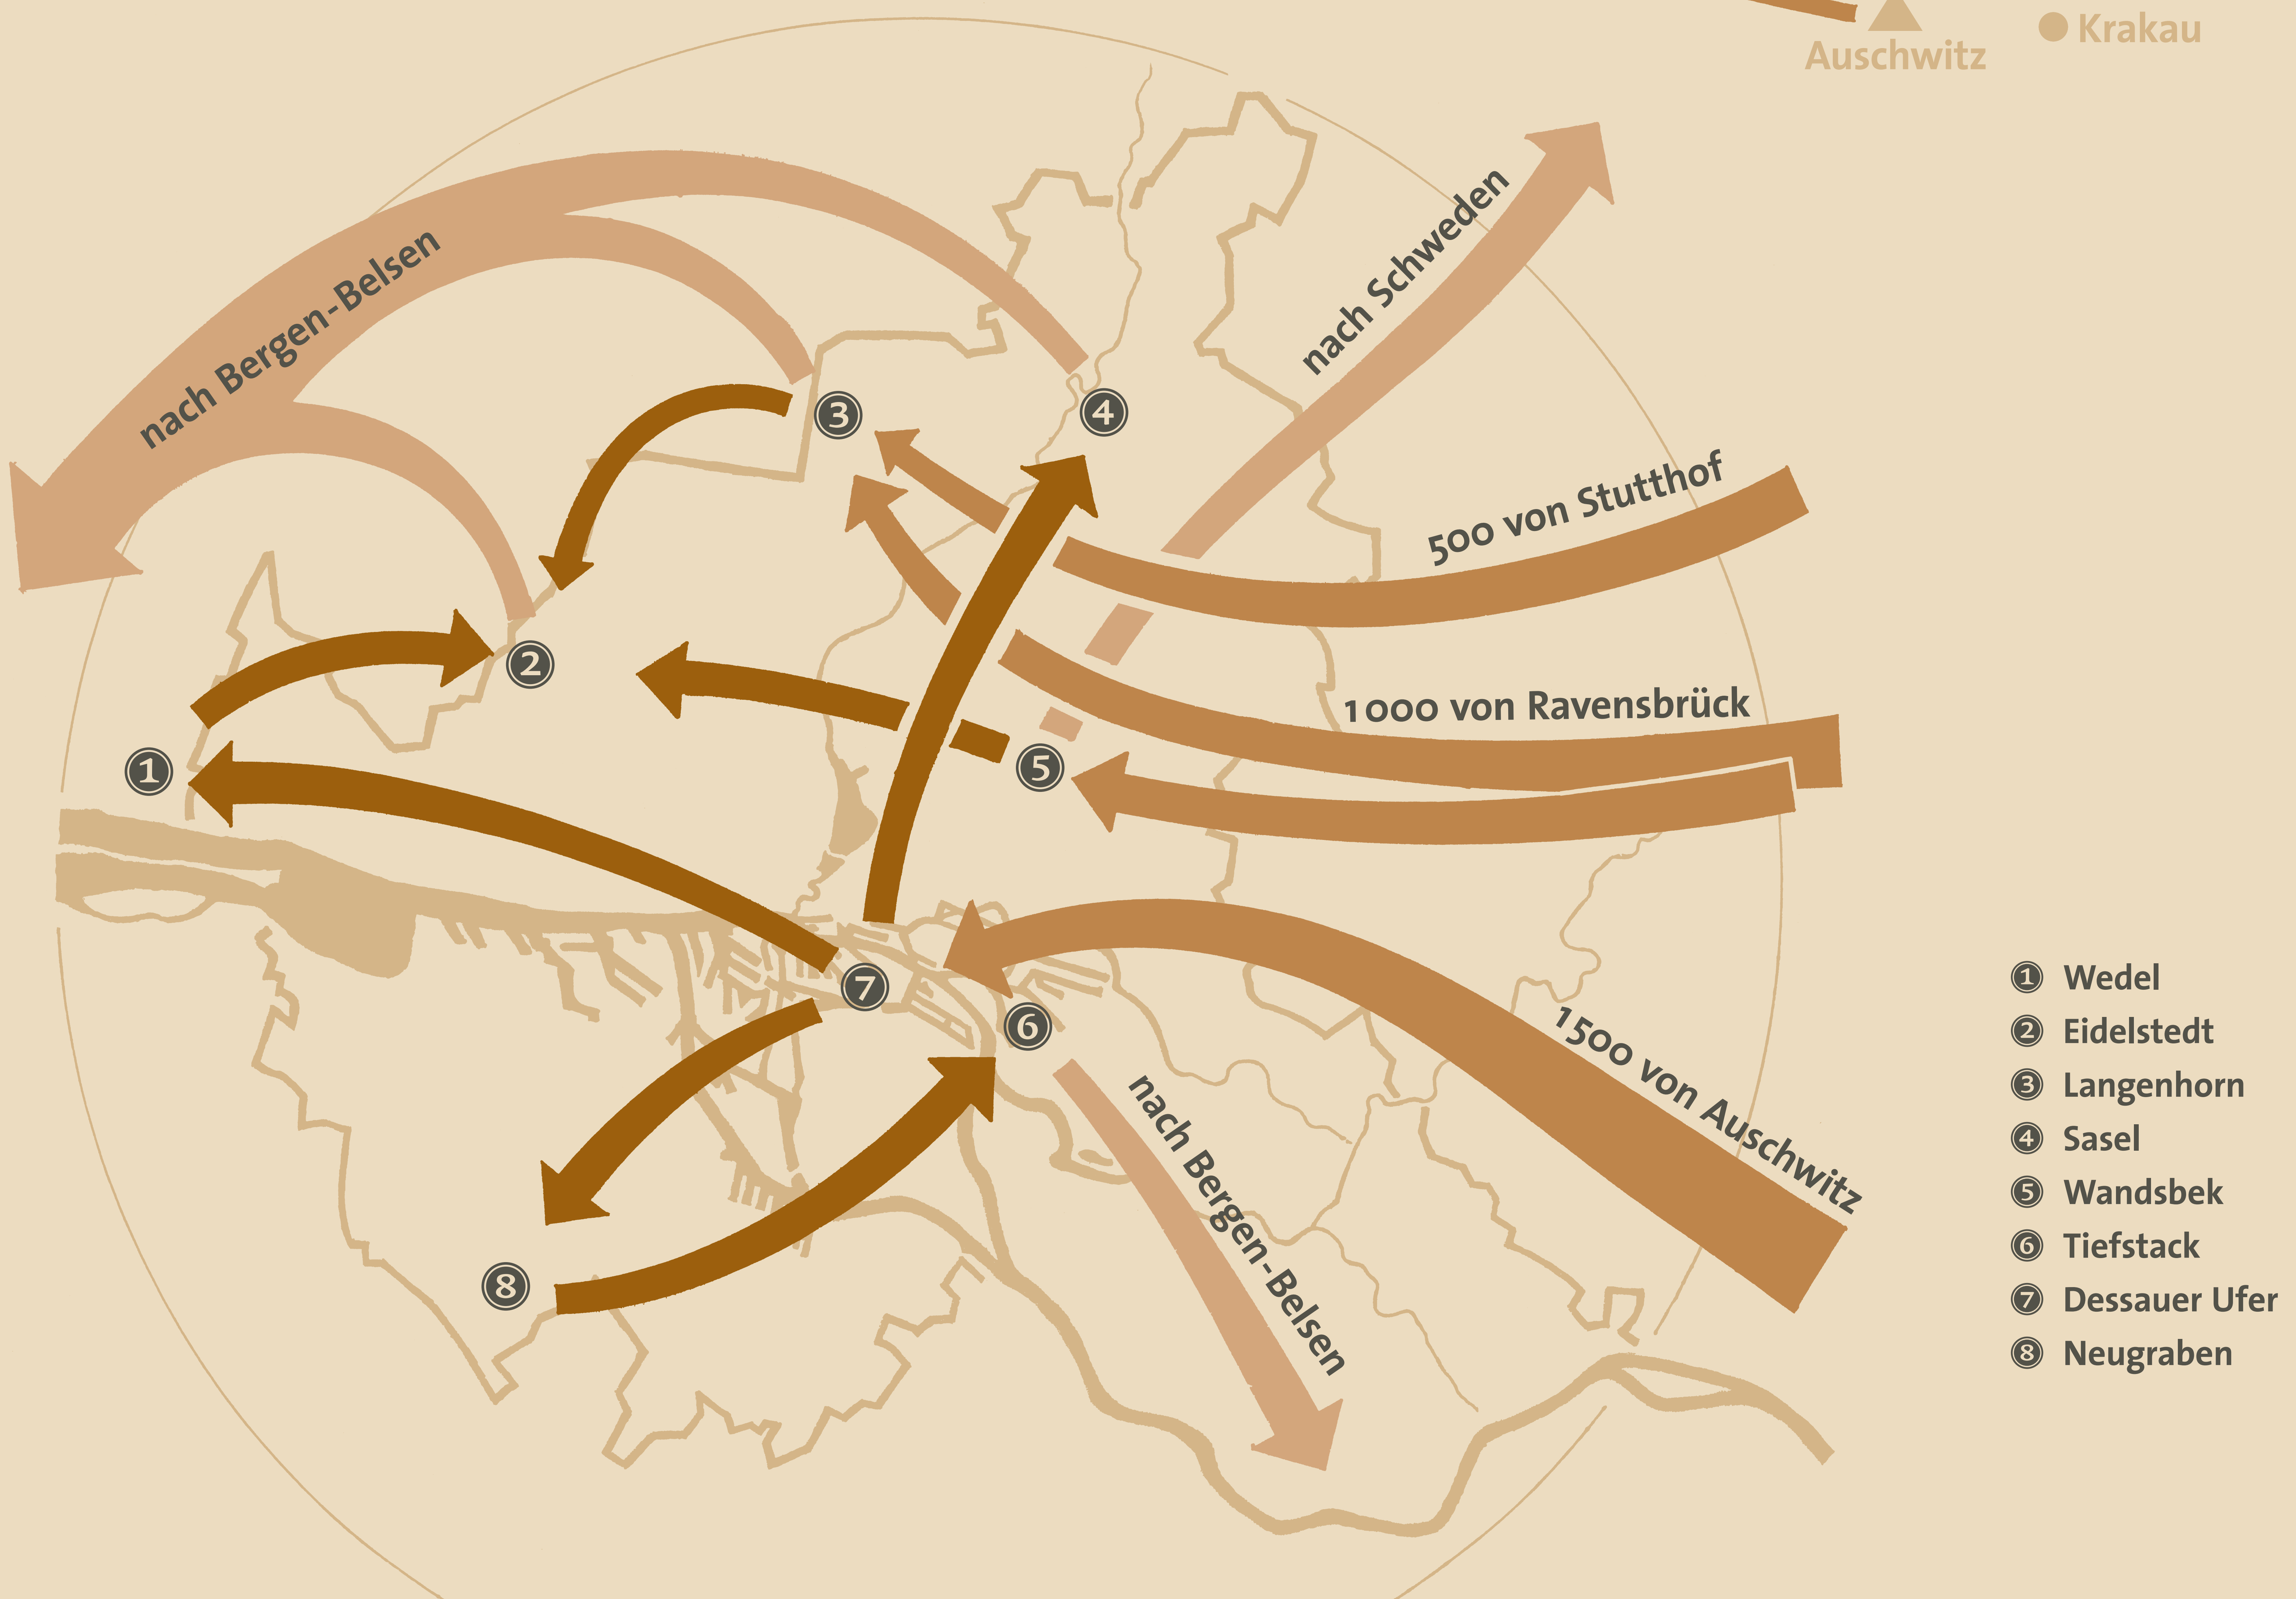 Auschwitz
Krakau
nach Bergen-Belsen
nach Schweden
500 von Stutthof
1000 von Ravensbrück
1500 von Auschwitz
nach Bergen-Belsen
3
4
2
1
5
7
6
8
1 Wedel
2 Eidelstedt
3 Langenhorn
4 Sasel
5 Wandsbek
6 Tiefstack
7 Dessauer Ufer
8 Neugraben